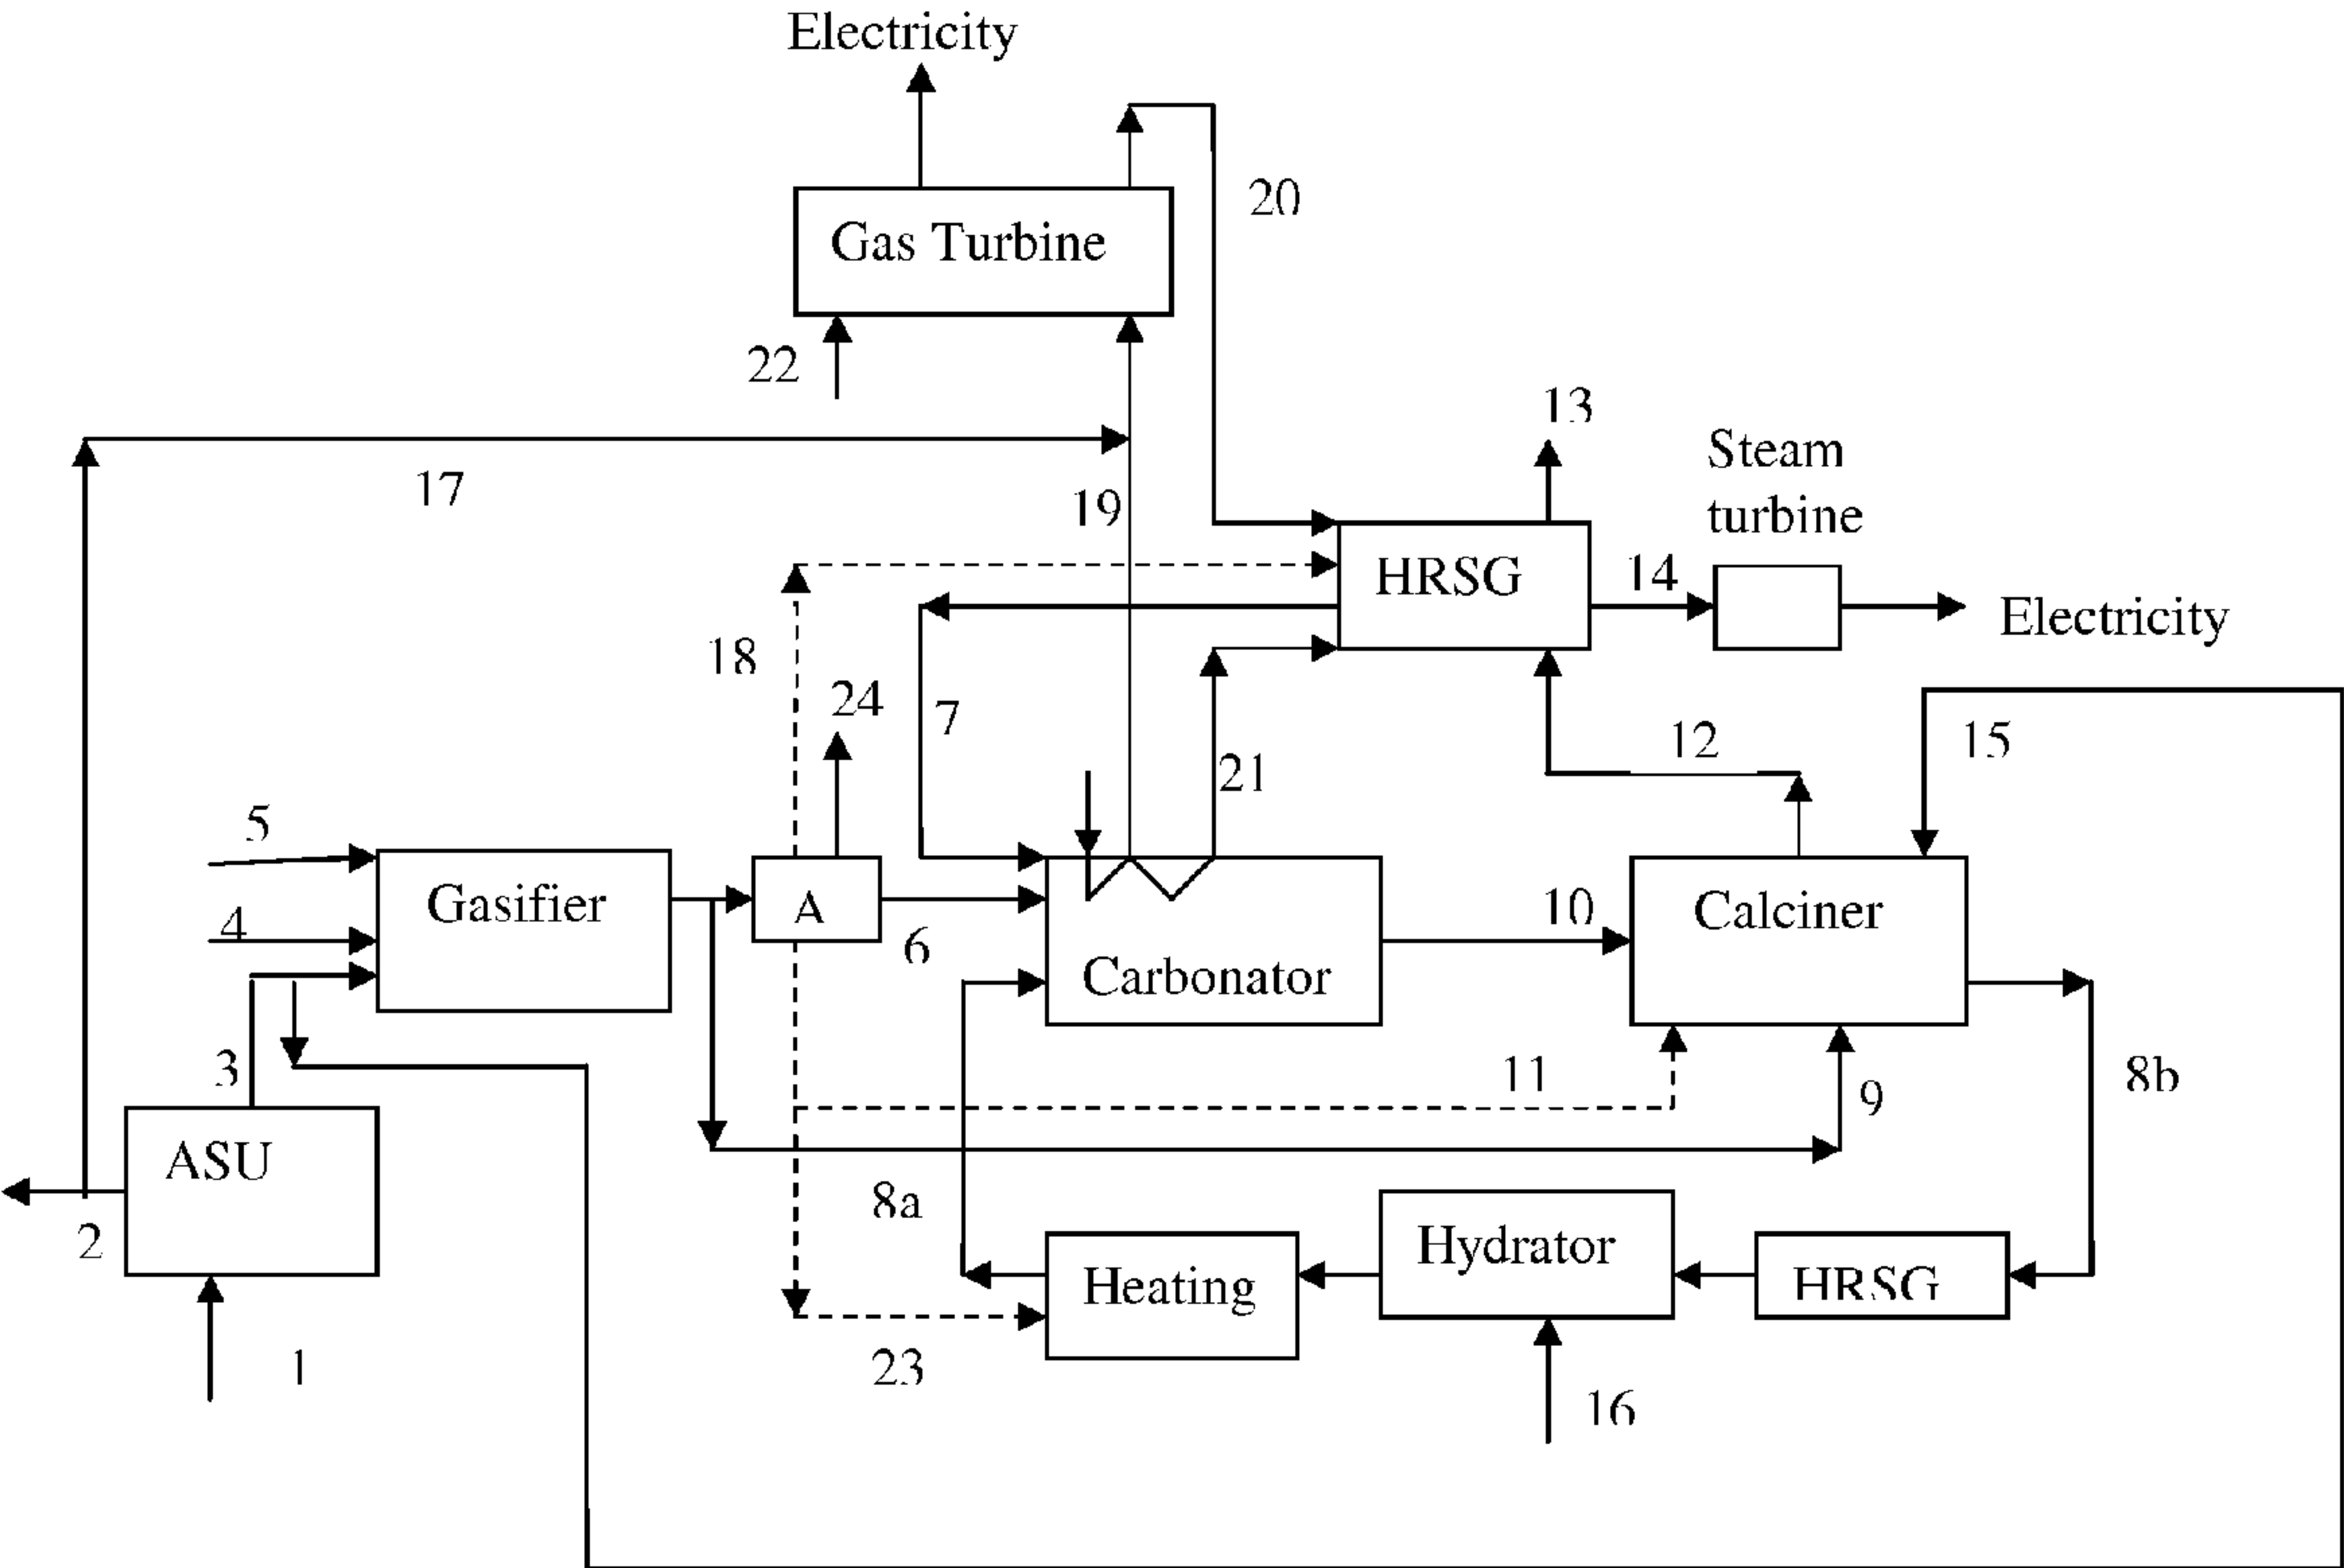 Electricity
20
Gas Turbine
22
13
Steam
turbine
17
19
HRSG
14
Electricity
18
24
7
12
15
21
5
Gasifier
A
10
Calciner
4
6
Carbonator
3
11
9
8b
ASU
8a
2
Hydrator
Heating
HRSG
1
23
16